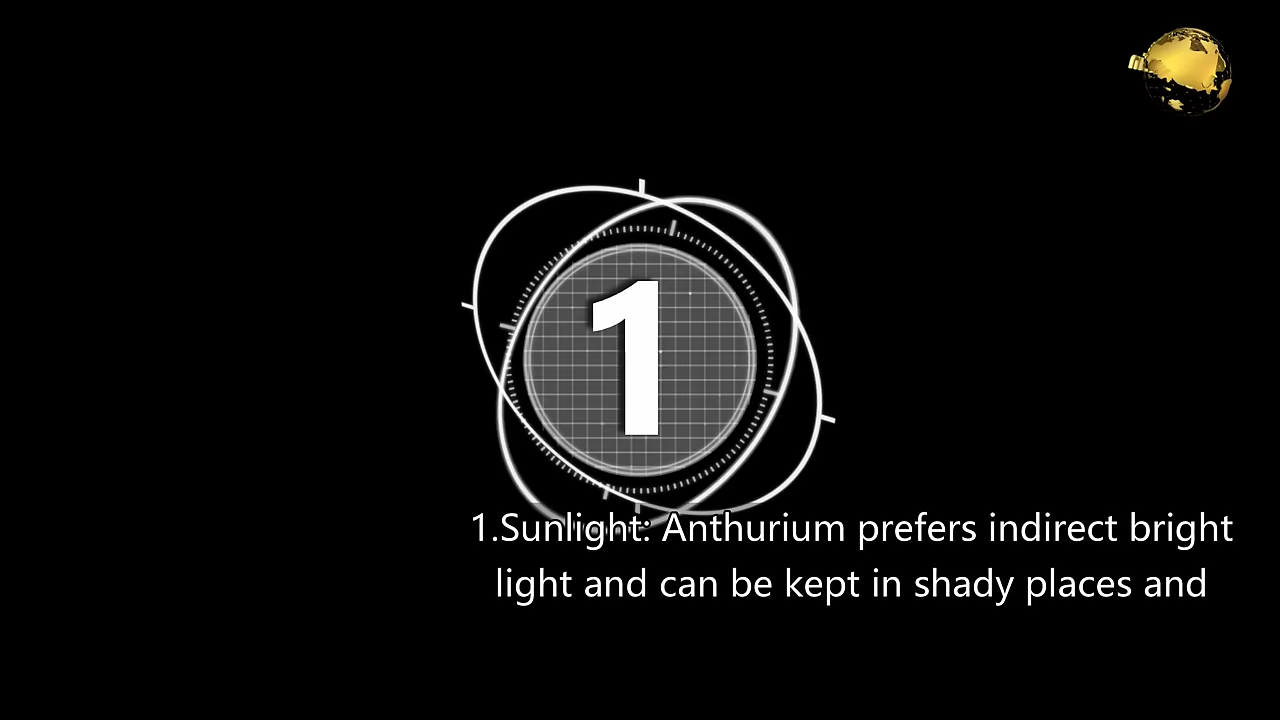 1
1.Sunlight: Anthurium prefers indirect bright
light and can be kept in shady places and